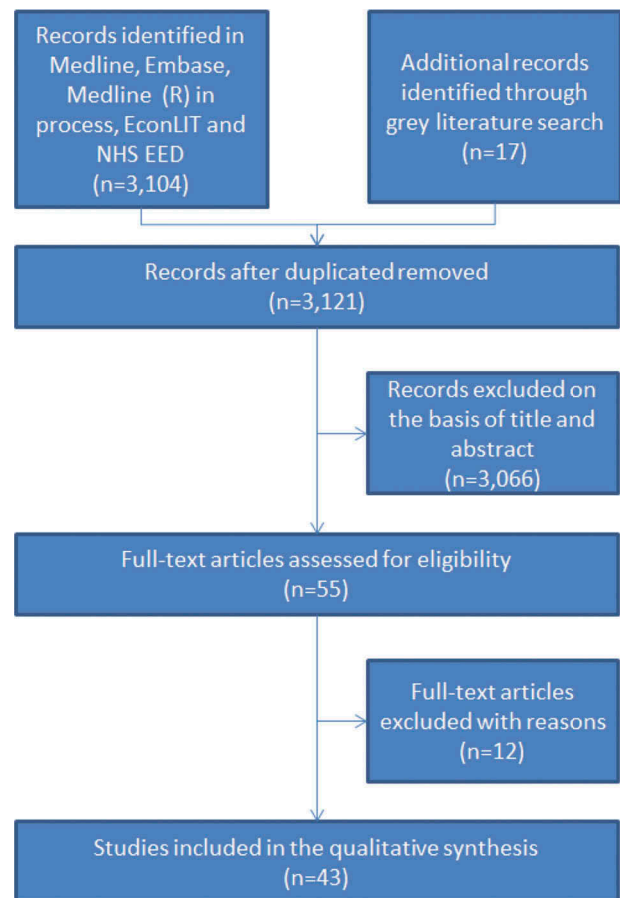 Records identified in
Medline, Embase,
Medline (R) in
process, EconLIT and
NHS EED
(n=3,104)
Additional records
identified through
grey literature search
(n=17)
Records after duplicated removed
(n=3,121)
Records excluded on
the basis of title and
abstract
(n=3,066)
Full-text articles assessed for eligibility
(n=55)
Full-text articles
excluded with reasons
(n=12)
Studies included in the qualitative synthesis
(n=43)